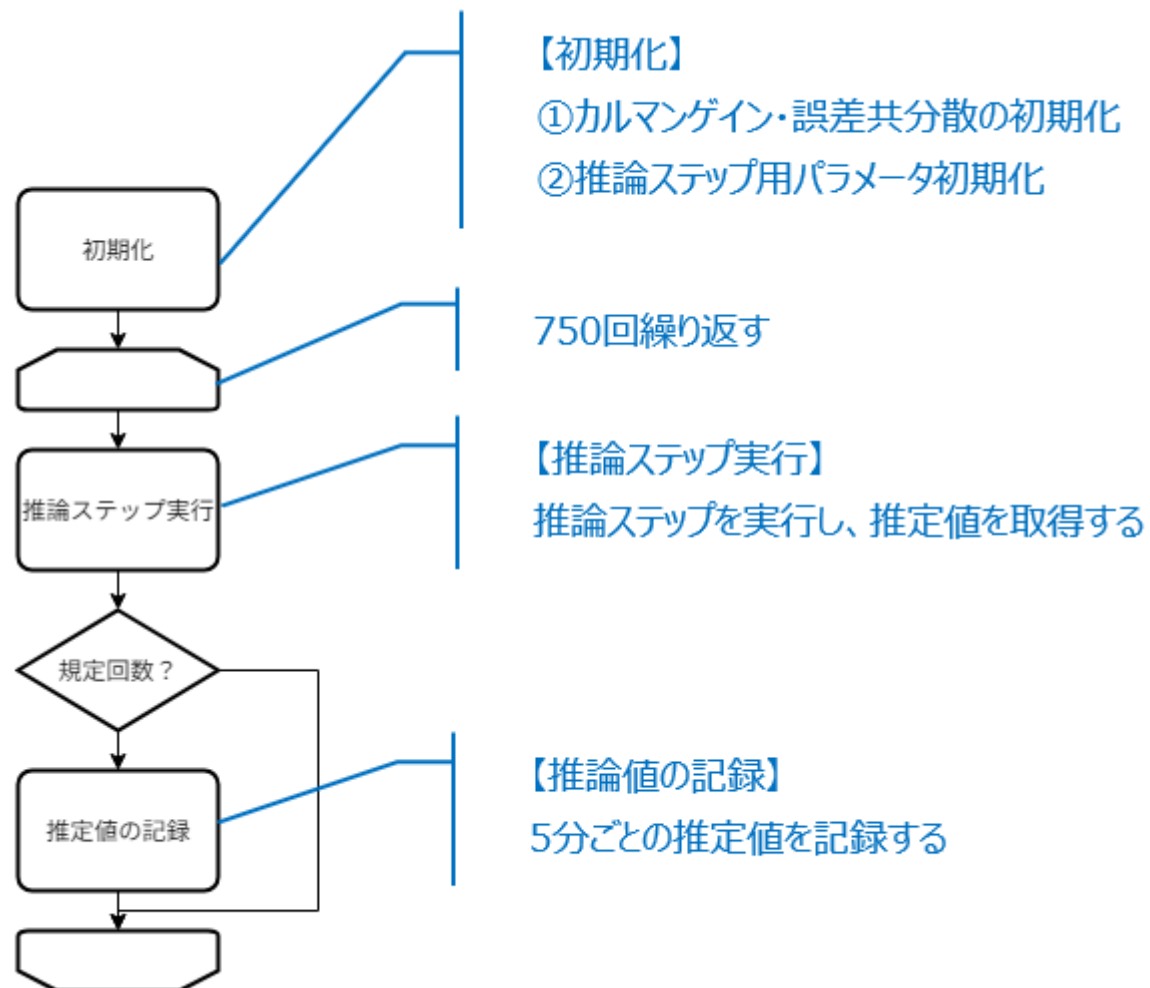 【初期化】
①カルマンゲイン・誤差共分散の初期化
②推論ステップ用パラメータ初期化
初期化
750回繰り返す
【推論ステップ実行】
推論ステップ実行
推論ステップを実行し、推定値を取得する
規定回数？
【推論値の記録】
推定値の記録
5分ごとの推定値を記録する